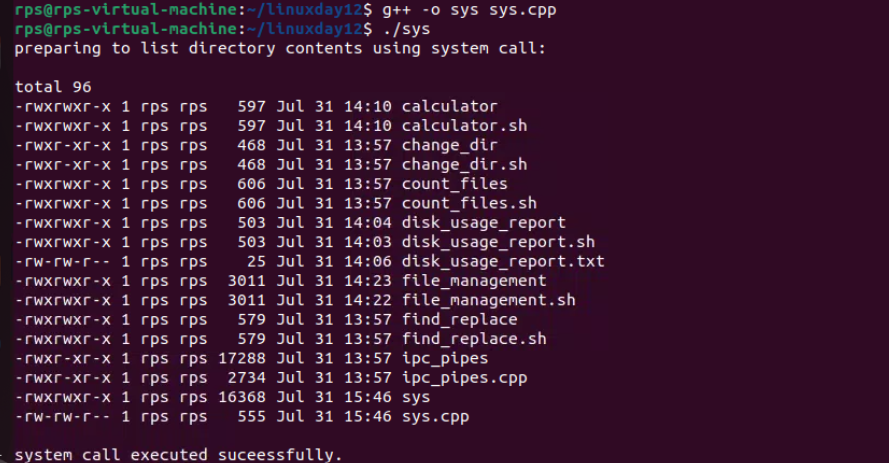 rps@rps-virtual-machine:~/linuxday12$ g++ -o sys sys.cpp
rps@rps-virtual-machine:~/linuxday12$ ./sys
preparing to list directory contents using system call:
total 96
-rwxrwxr-x 1 rps rps   597 Jul 31 14:10 calculator
-rwxrwxr-x 1 rps rps   597 Jul 31 14:10 calculator.sh
-rwxr-xr-x 1 rps rps   468 Jul 31 13:57 change_dir
-rwxr-xr-x 1 rps rps   468 Jul 31 13:57 change_dir.sh
-rwxrwxr-x 1 rps rps   606 Jul 31 13:57 count_files
-rwxrwxr-x 1 rps rps   606 Jul 31 13:57 count_files.sh
-rwxrwxr-x 1 rps rps   503 Jul 31 14:04 disk_usage_report
-rwxrwxr-x 1 rps rps   503 Jul 31 14:03 disk_usage_report.sh
-rw-rw-r-- 1 rps rps    25 Jul 31 14:06 disk_usage_report.txt
-rwxrwxr-x 1 rps rps  3011 Jul 31 14:23 file_management
-rwxrwxr-x 1 rps rps  3011 Jul 31 14:22 file_management.sh
-rwxrwxr-x 1 rps rps   579 Jul 31 13:57 find_replace
-rwxrwxr-x 1 rps rps   579 Jul 31 13:57 find_replace.sh
-rwxr-xr-x 1 rps rps 17288 Jul 31 13:57 ipc_pipes
-rwxr-xr-x 1 rps rps  2734 Jul 31 13:57 ipc_pipes.cpp
-rwxrwxr-x 1 rps rps 16368 Jul 31 15:46 sys
-rw-rw-r-- 1 rps rps   555 Jul 31 15:46 sys.cpp
system call executed suceessfully.